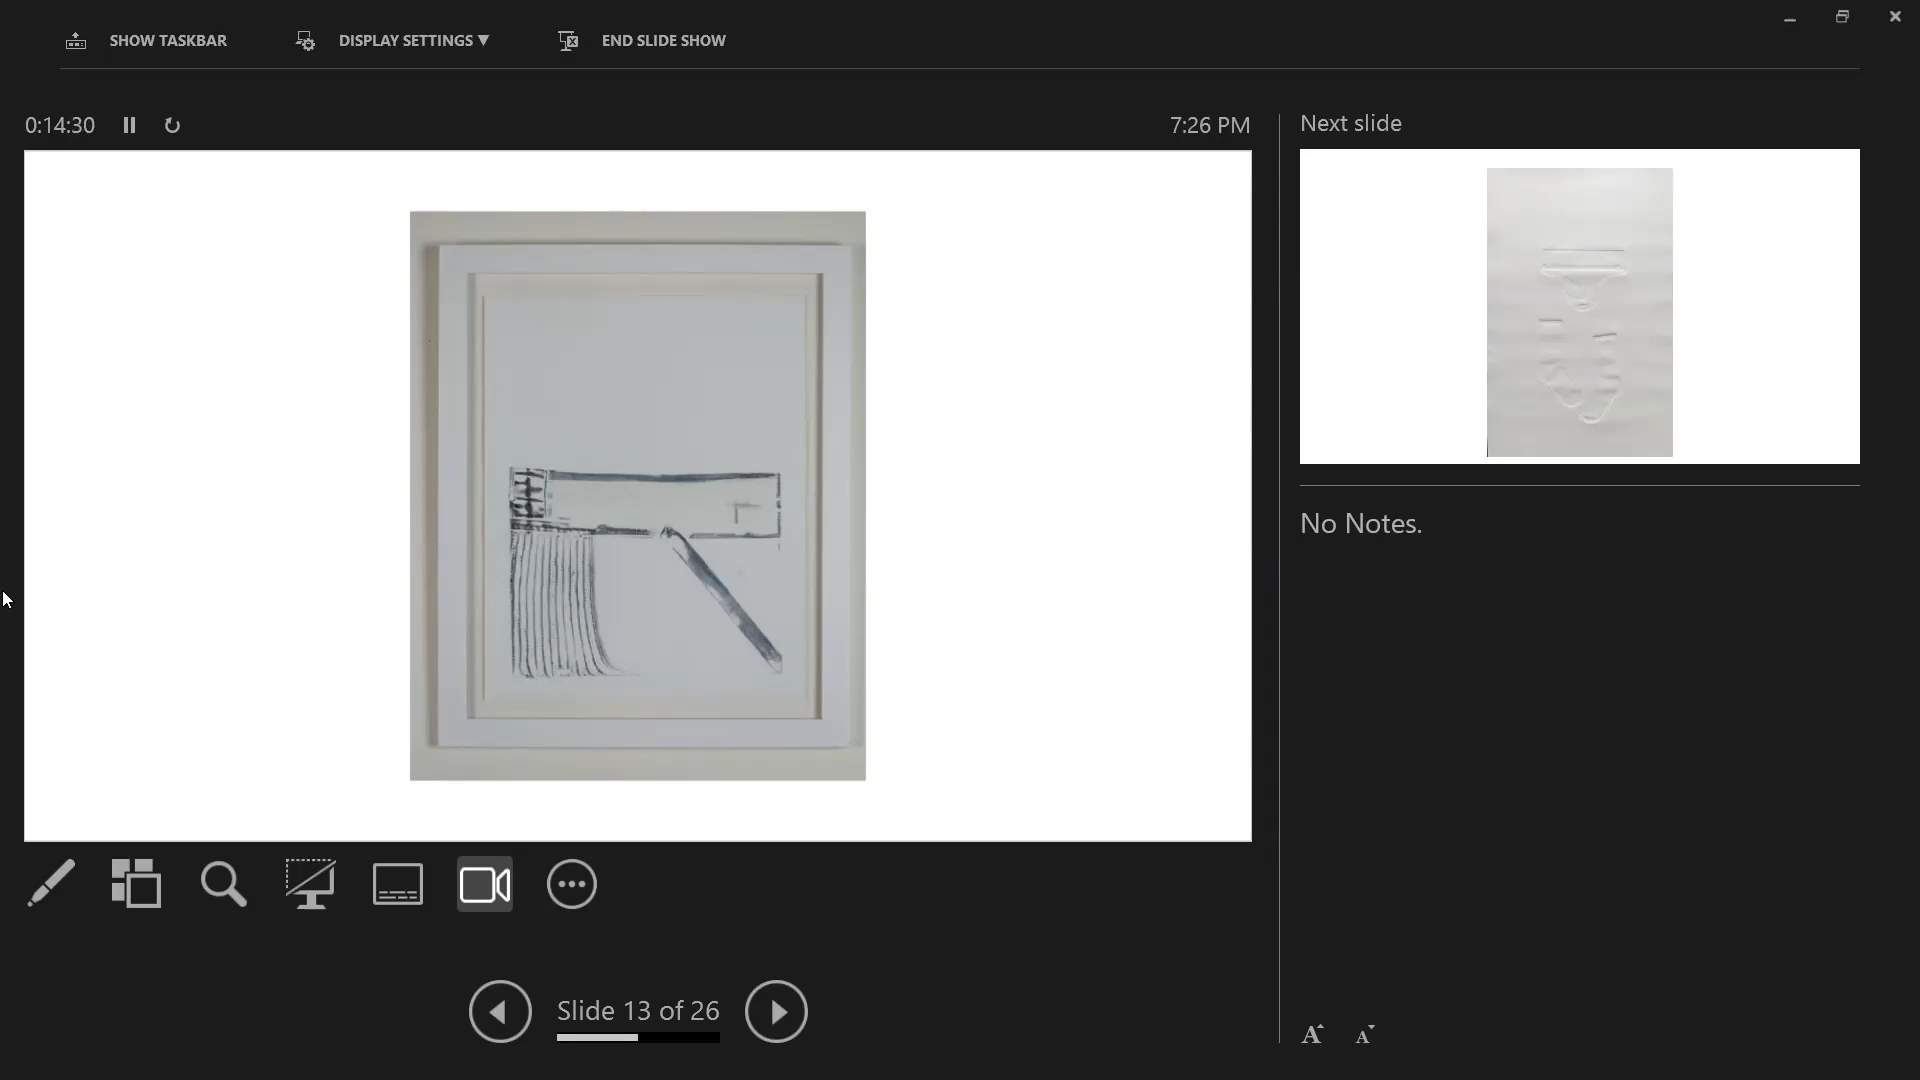 SHOW TASKBAR
DISPLAY SETTINGS ▼
END SLIDE SHOW
0:14:30
7:26 PM
Next slide
No Notes.
Slide 13 of 26
A A